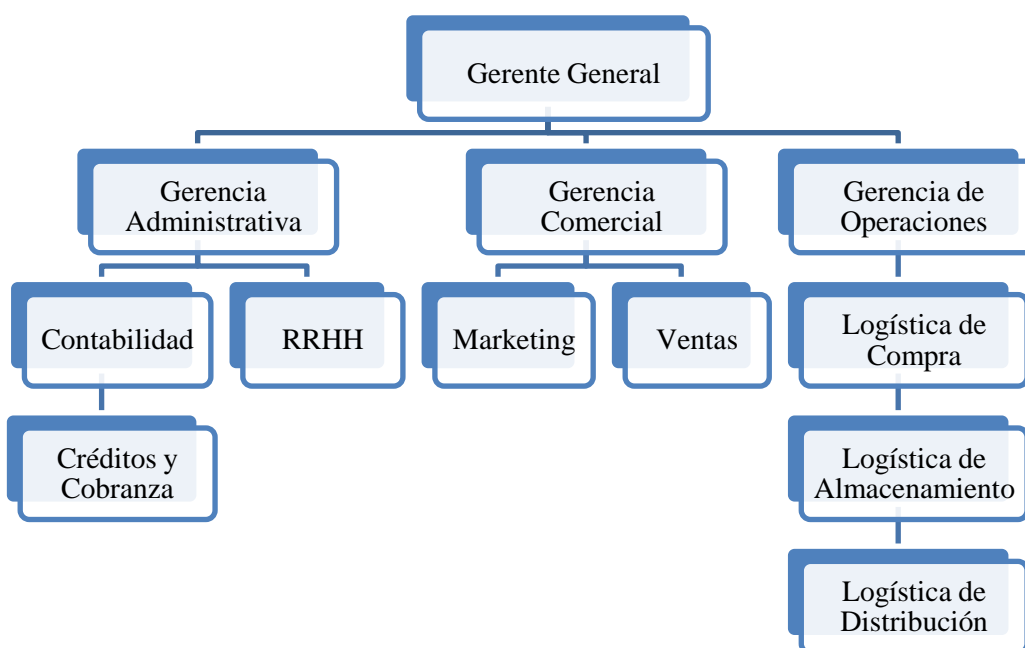 Gerente General
Gerencia
Administrativa
Gerencia
Comercial
Gerencia de
Operaciones
Contabilidad
RRHH
Marketing
Ventas
Logística de
Compra
Créditos y
Cobranza
Logística de
Almacenamiento
Logística de
Distribución